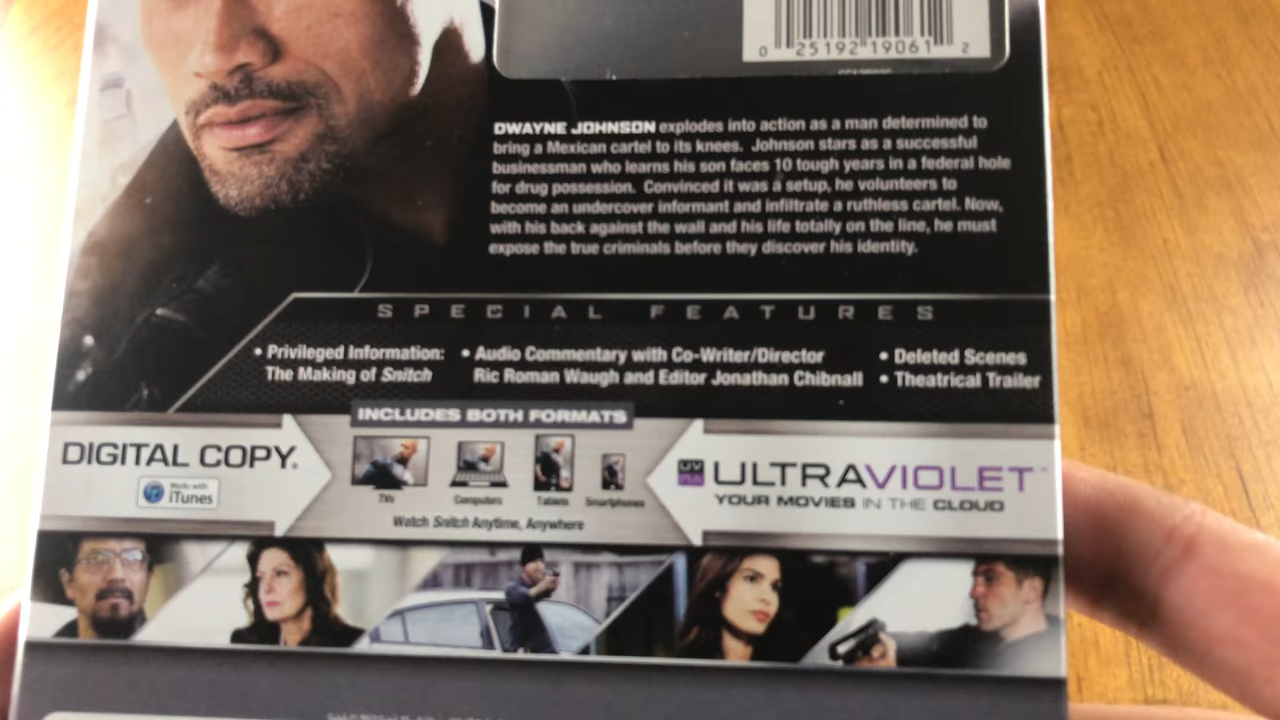 0 25192 19061 2
DWAYNE JOHNSON explodes into action as a man determined to
bring a Mexican cartel to its knees. Johnson stars as a successful
businessman who learns his son faces 10 tough years in a federal hole
for drug possession. Convinced it was a setup, he volunteers to
become an undercover informant and infiltrate a ruthless cartel. Now,
with his back against the wall and his life totally on the line, he must
expose the true criminals before they discover his identity.
SPECIAL FEATURES
• Privileged Information:
The Making of Snitch
• Audio Commentary with Co-Writer/Director
Ric Roman Waugh and Editor Jonathan Chibnall
• Deleted Scenes
• Theatrical Trailer
INCLUDES BOTH FORMATS
DIGITAL COPY.
Works with
iTunes
TVs Computers Tablets Smartphones
Watch Snitch Anytime, Anywhere
UV
ULTRAVIOLET™
YOUR MOVIES IN THE CLOUD